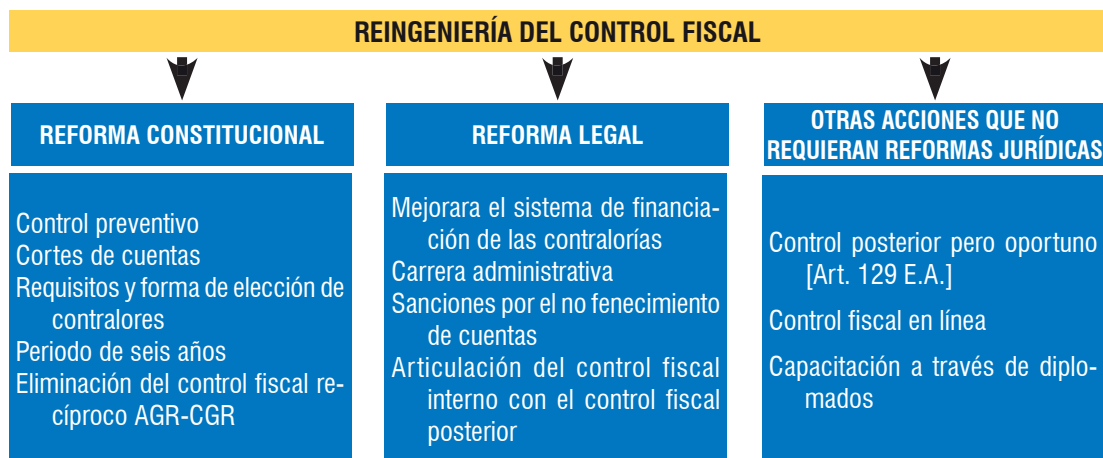 REINGENIERÍA DEL CONTROL FISCAL
REFORMA CONSTITUCIONAL
Control preventivo
Cortes de cuentas
Requisitos y forma de elección de
contralores
Periodo de seis años
Eliminación del control fiscal re-
cíproco AGR-CGR
REFORMA LEGAL
Mejorara el sistema de financia-
ción de las contralorías
Carrera administrativa
Sanciones por el no fenecimiento
de cuentas
Articulación del control fiscal
interno con el control fiscal
posterior
OTRAS ACCIONES QUE NO
REQUIERAN REFORMAS JURÍDICAS
Control posterior pero oportuno
[Art. 129 E.A.]
Control fiscal en línea
Capacitación a través de diplo-
mados